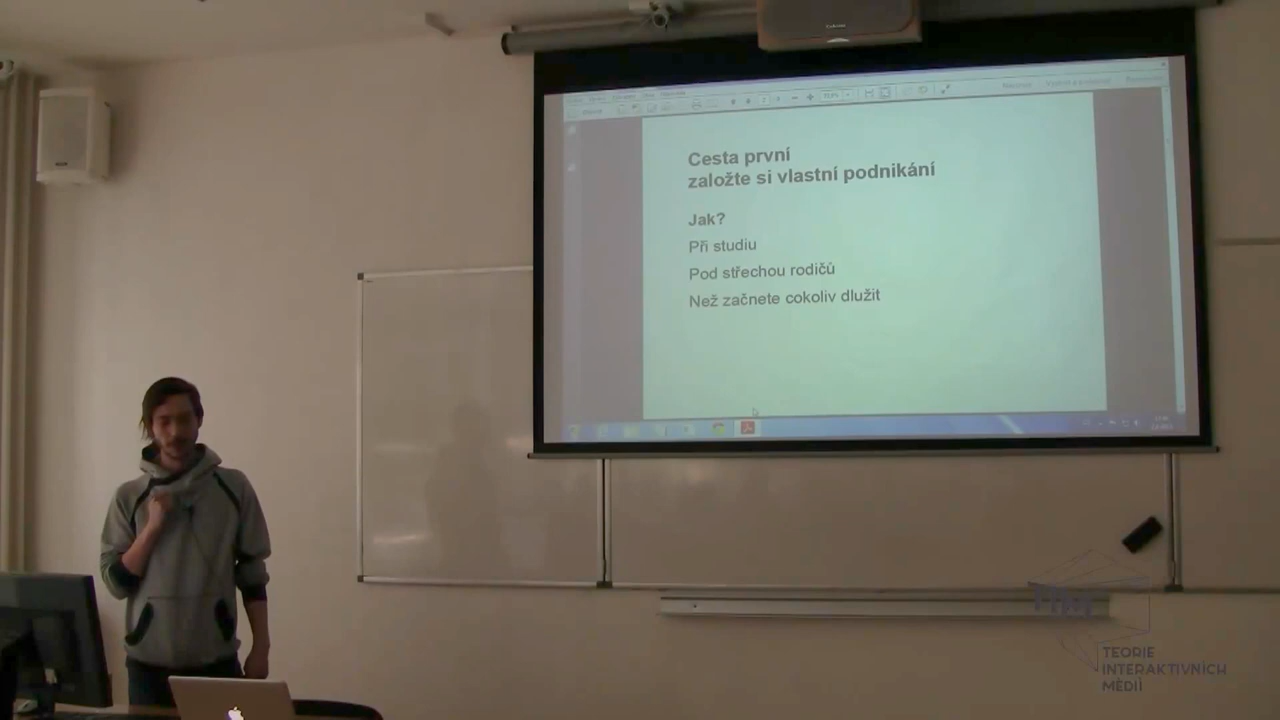 Cesta první
založte si vlastní podnikání
Jak?
Při studiu
Pod střechou rodičů
Než začnete cokoliv dlužit
TEORIE
INTERAKTIVNÍCH
MÉDIÍ